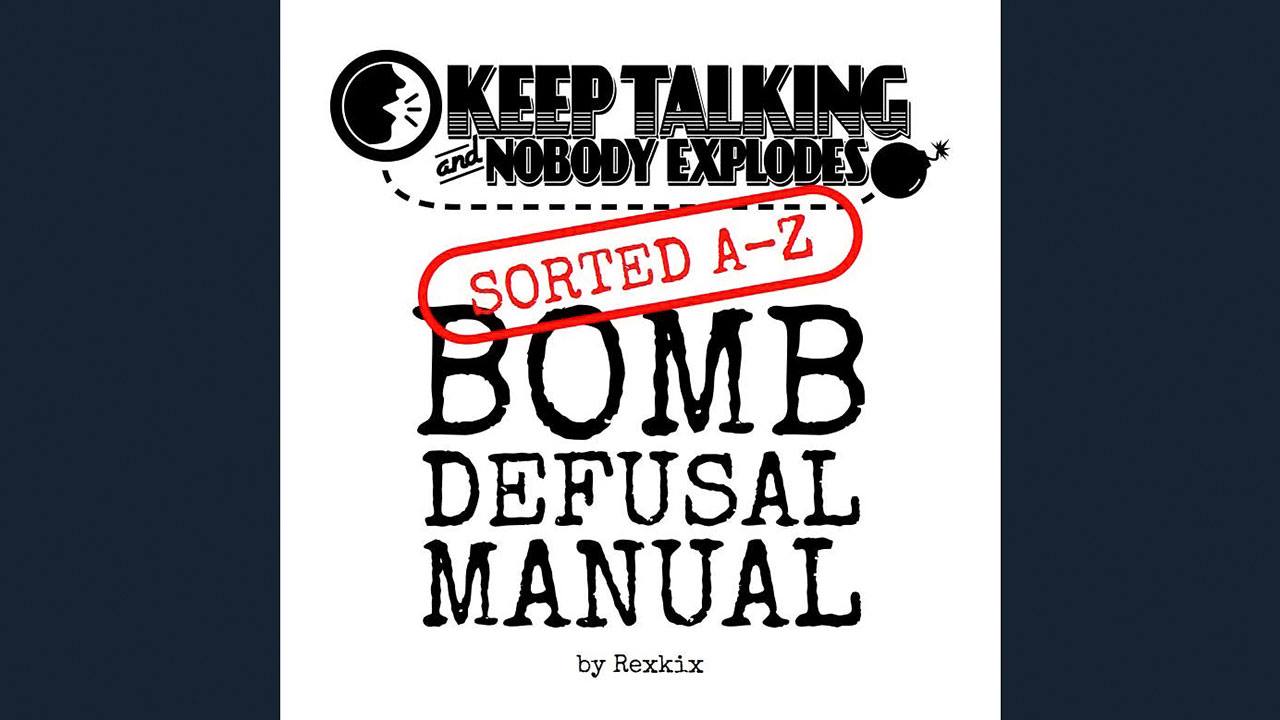 KEEP TALKING
and NOBODY EXPLODES
SORTED A-Z
BOMB
DEFUSAL
MANUAL
by Rexkix